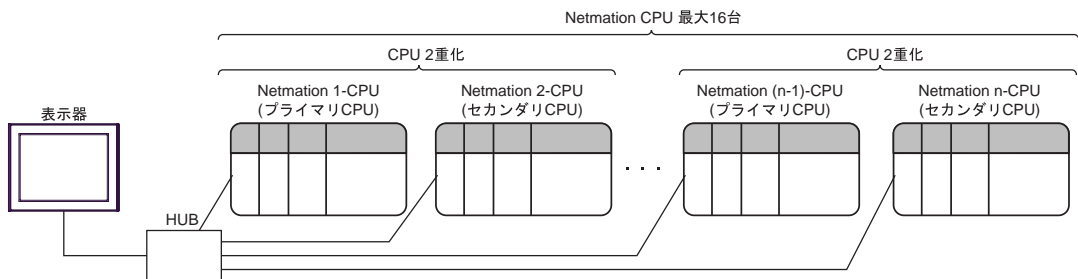 Netmation CPU 最大16台
CPU 2重化
CPU 2重化
Netmation 1-CPU
(プライマリCPU)
Netmation 2-CPU
(セカンダリCPU)
Netmation (n-1)-CPU
(プライマリCPU)
Netmation n-CPU
(セカンダリCPU)
表示器
・・・
HUB